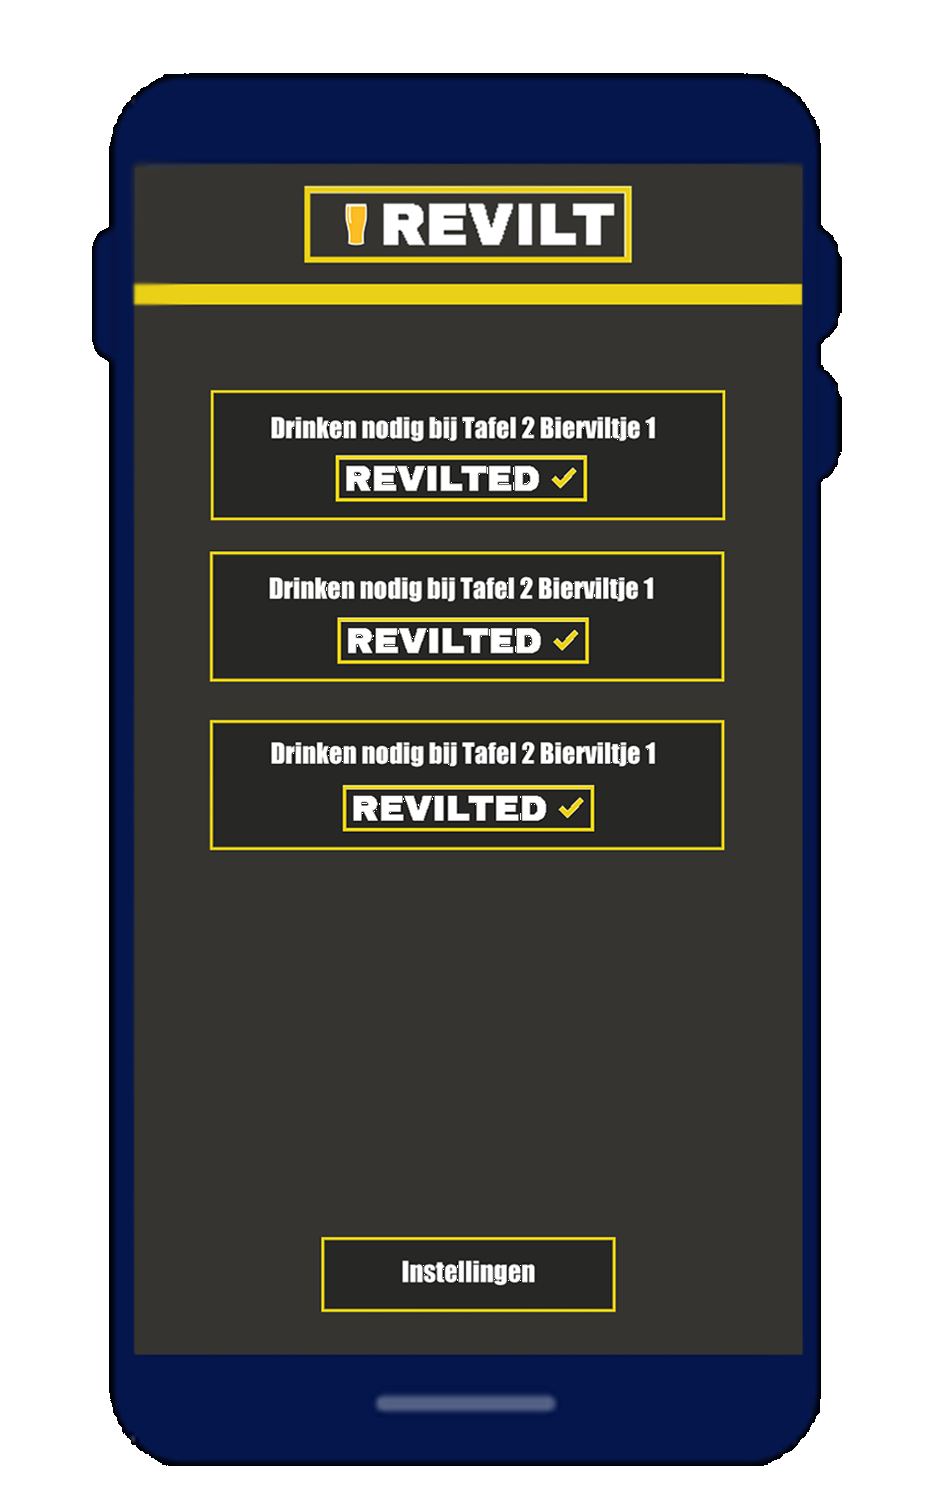 REVILT
Drinken nodig bij Tafel 2 Bierviltje 1
REVILTED
Drinken nodig bij Tafel 2 Bierviltje 1
REVILTED
Drinken nodig bij Tafel 2 Bierviltje 1
REVILTED
Instellingen